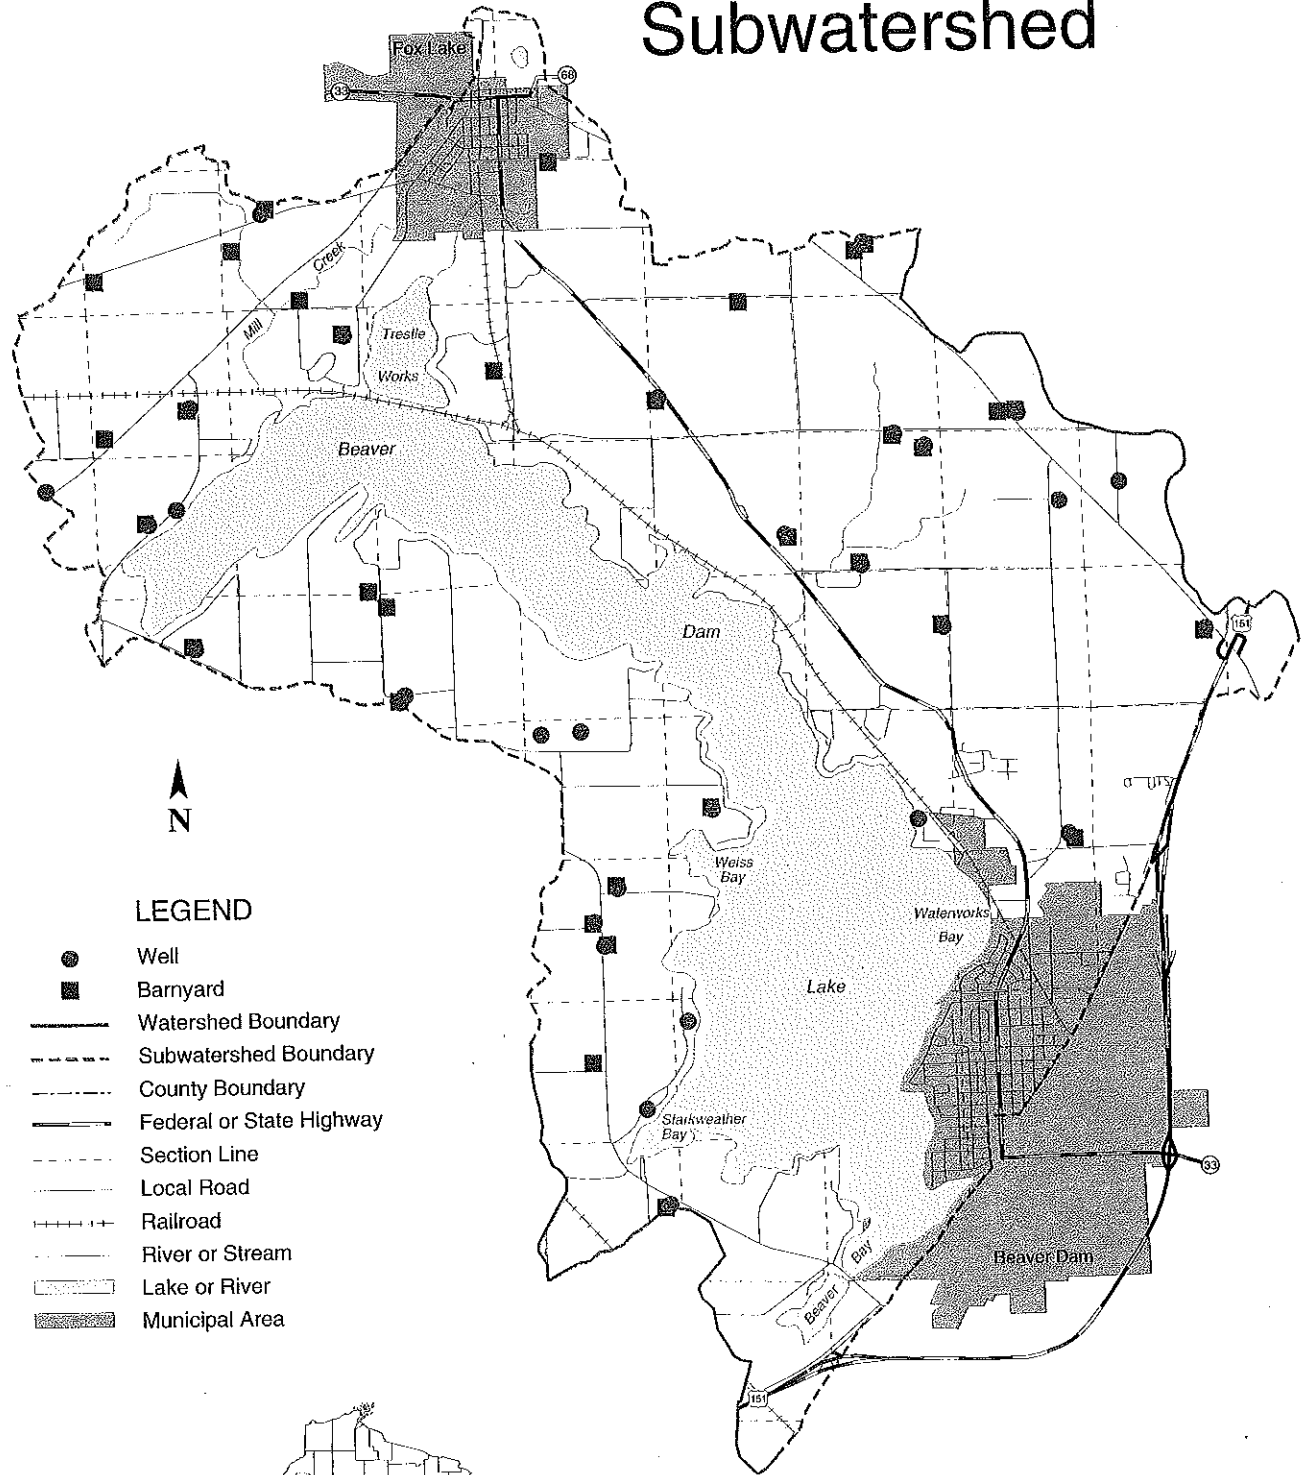 Subwatershed
Fox Lake
68
33
Creek
Mill
Trestle
Works
Beaver
Dam
151
N
Weiss
Bay
LEGEND
Well
Barnyard
Watershed Boundary
Subwatershed Boundary
County Boundary
Federal or State Highway
Section Line
Local Road
Railroad
River or Stream
Lake or River
Municipal Area
Waterworks
Bay
Lake
Starkweather
Bay
33
Beaver Dam
Bay
Beaver
151